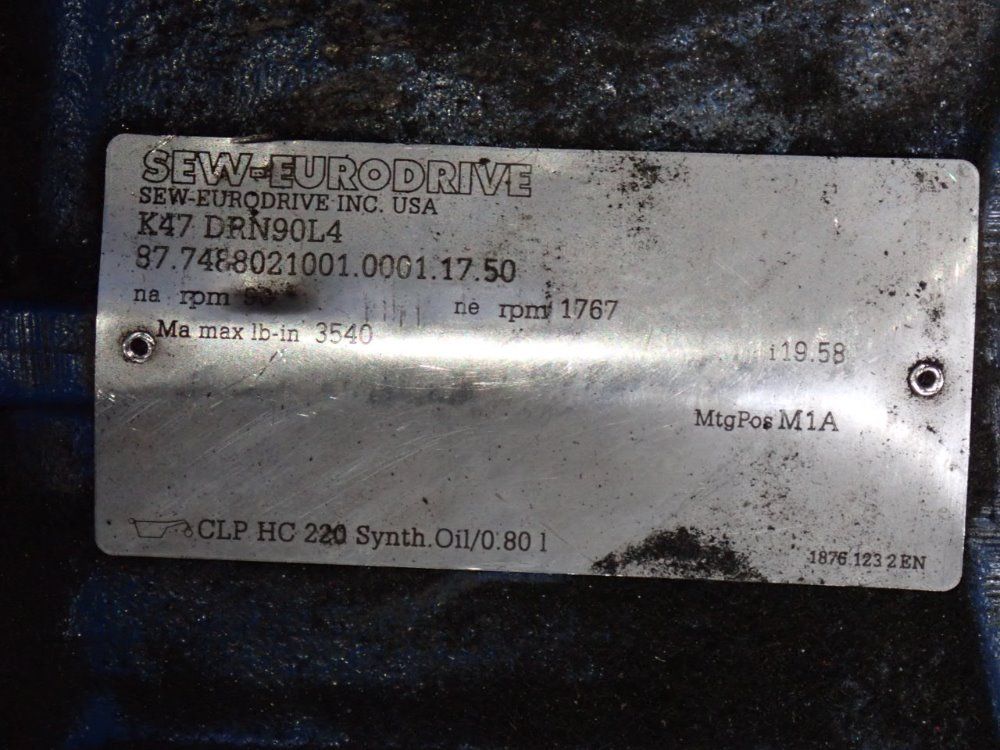 SEW-EURODRIVE
SEW-EURODRIVE INC. USA
K47 DRN90L4
87.7488021001.0001.17.50
na rpm ne rpm 1767
Ma max lb-in 3540
i19.58
MtgPos M1A
CLP HC 220 Synth.Oil/0.80 l
1876 123 2 EN